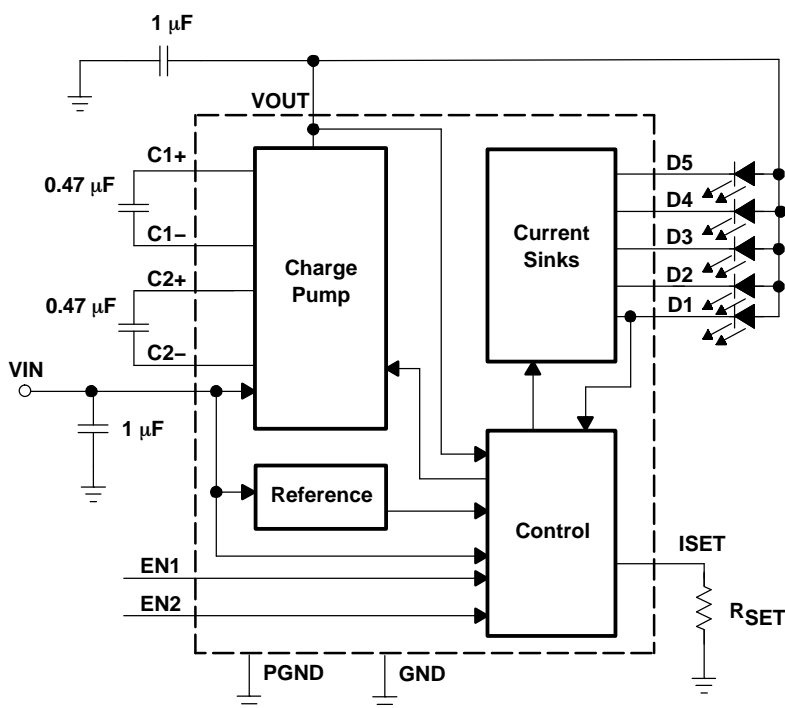 1 μF
VOUT
C1+
0.47 μF
C1−
C2+
0.47 μF
C2−
VIN
1 μF
Charge
Pump
Current
Sinks
D5
D4
D3
D2
D1
Reference
Control
ISET
RSET
EN1
EN2
PGND
GND